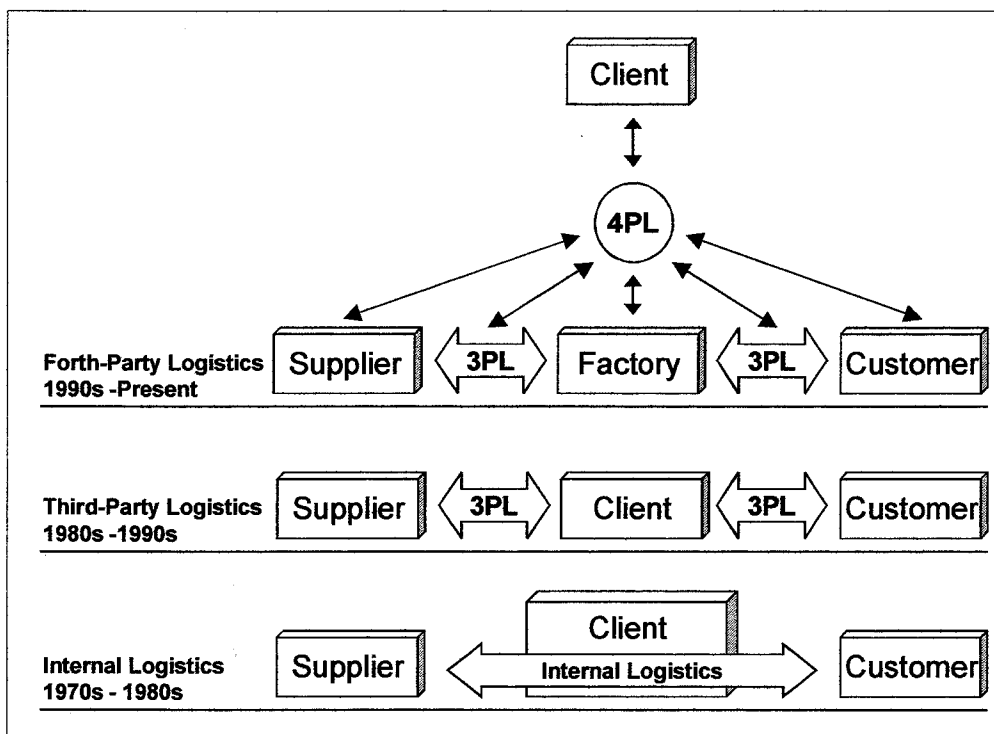 Client
4PL
Forth-Party Logistics
1990s -Present
Supplier
3PL
Factory
3PL
Customer
Third-Party Logistics
1980s -1990s
Supplier
3PL
Client
3PL
Customer
Internal Logistics
1970s - 1980s
Supplier
Client
Internal Logistics
Customer